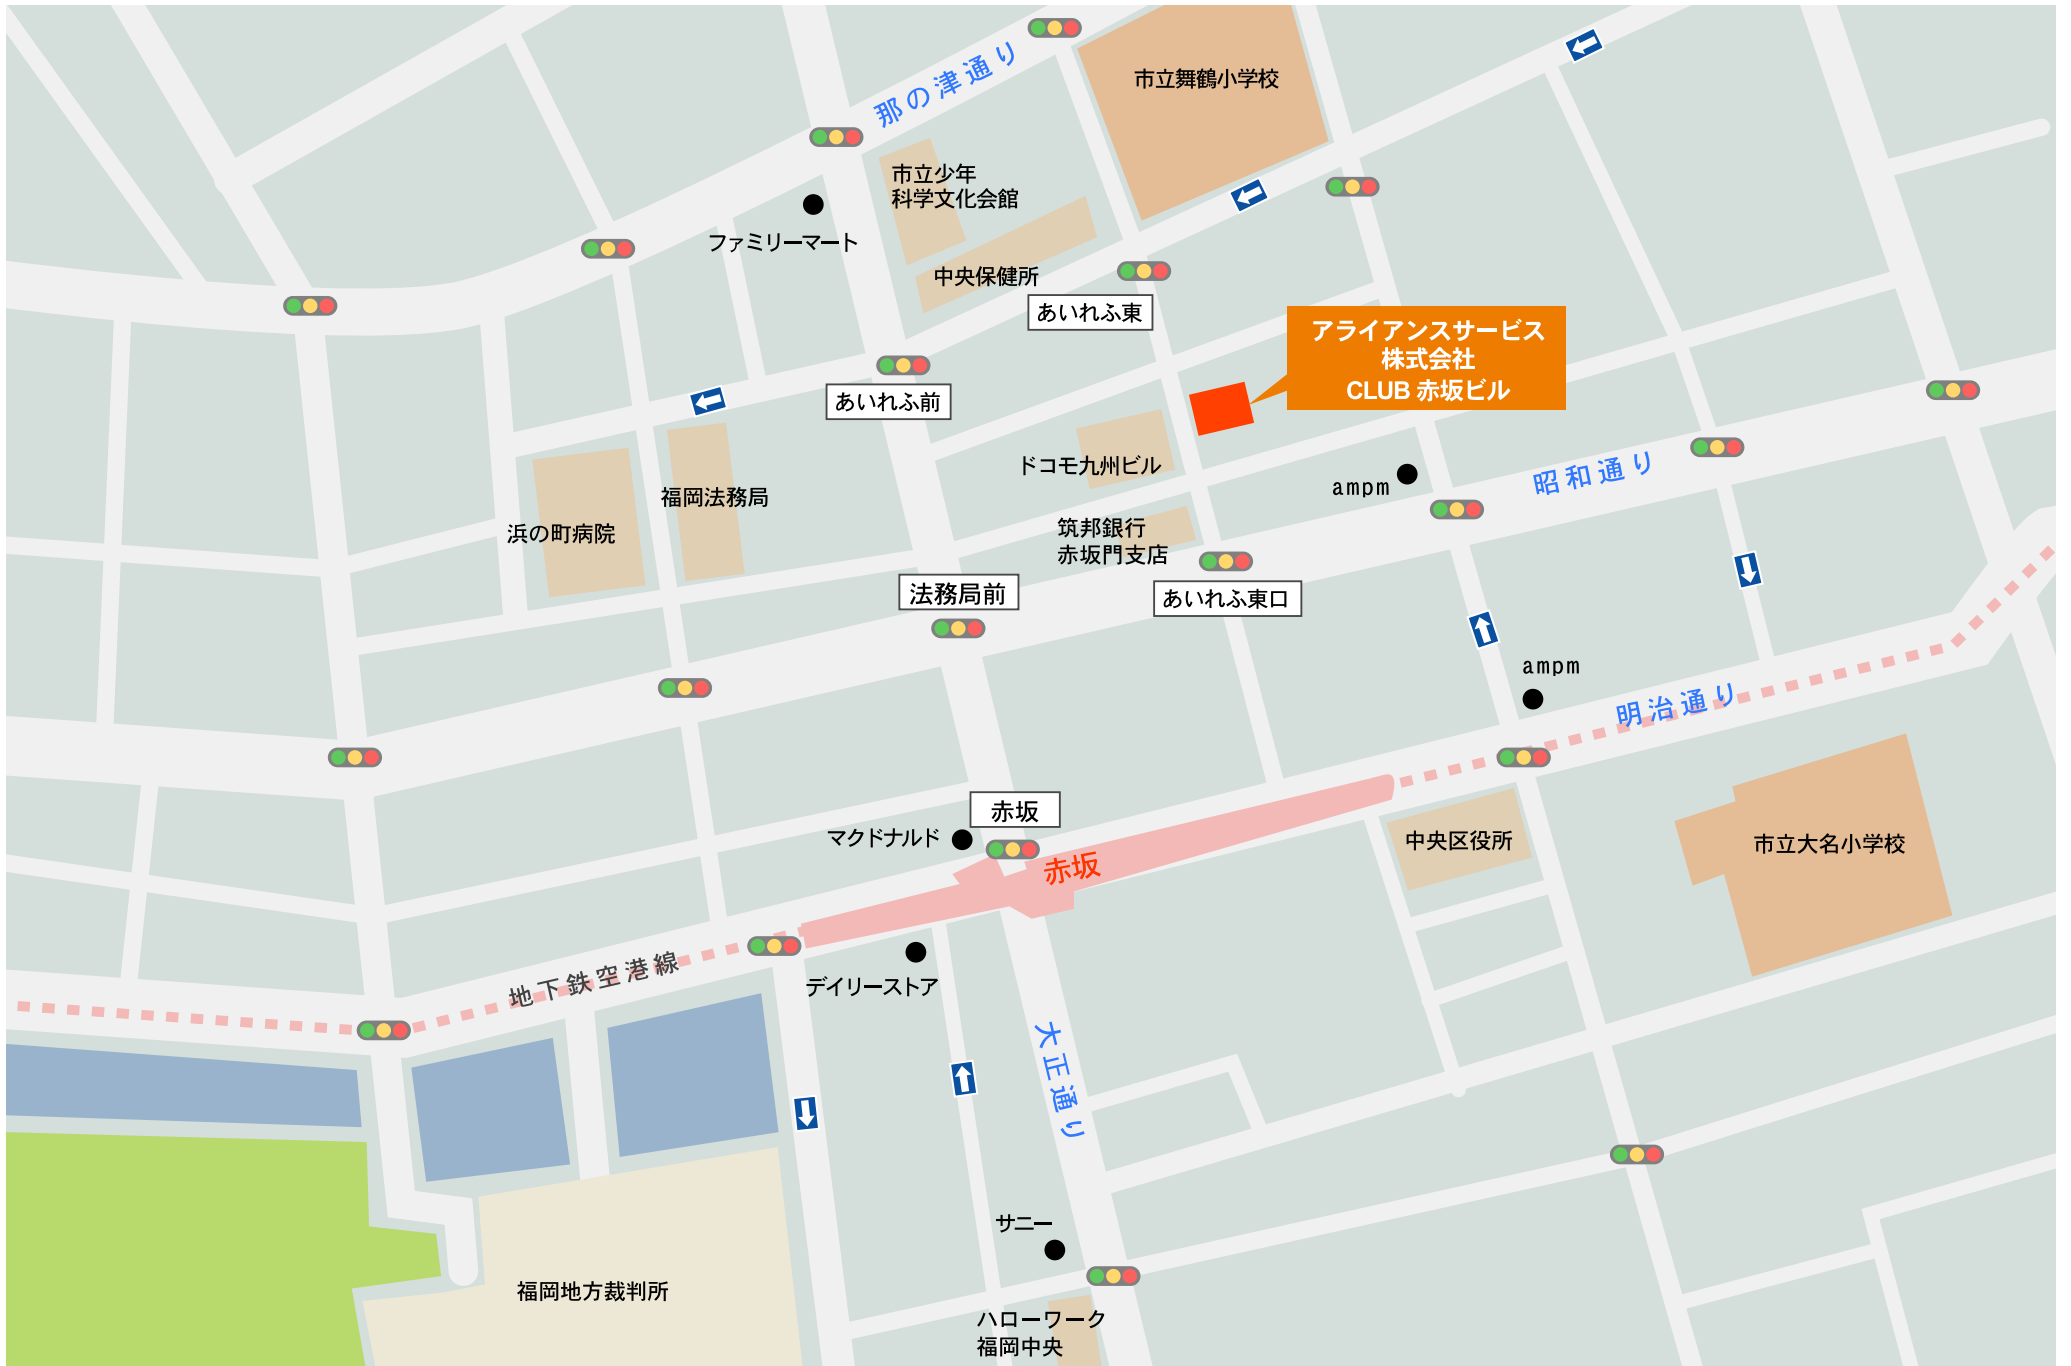 那の津通り
市立舞鶴小学校
市立少年
科学文化会館
ファミリーマート
中央保健所
あいれふ東
アライアンスサービス
株式会社
CLUB 赤坂ビル
あいれふ前
ドコモ九州ビル
ampm
昭和通り
福岡法務局
浜の町病院
筑邦銀行
赤坂門支店
法務局前
あいれふ東口
ampm
明治通り
赤坂
マクドナルド
赤坂
中央区役所
市立大名小学校
地下鉄空港線
デイリーストア
大正通り
サニー
福岡地方裁判所
ハローワーク
福岡中央